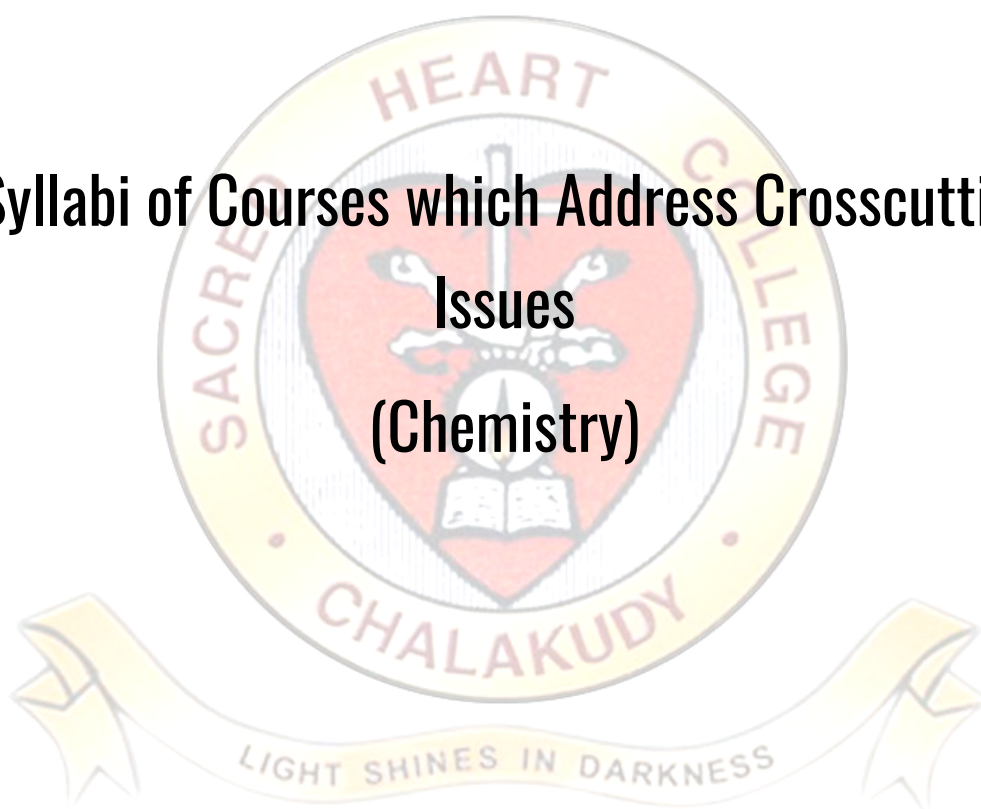 SACRED HEART COLLEGE
Syllabi of Courses which Address Crosscutti
Issues
(Chemistry)
• CHALAKUDY •
LIGHT SHINES IN DARKNESS